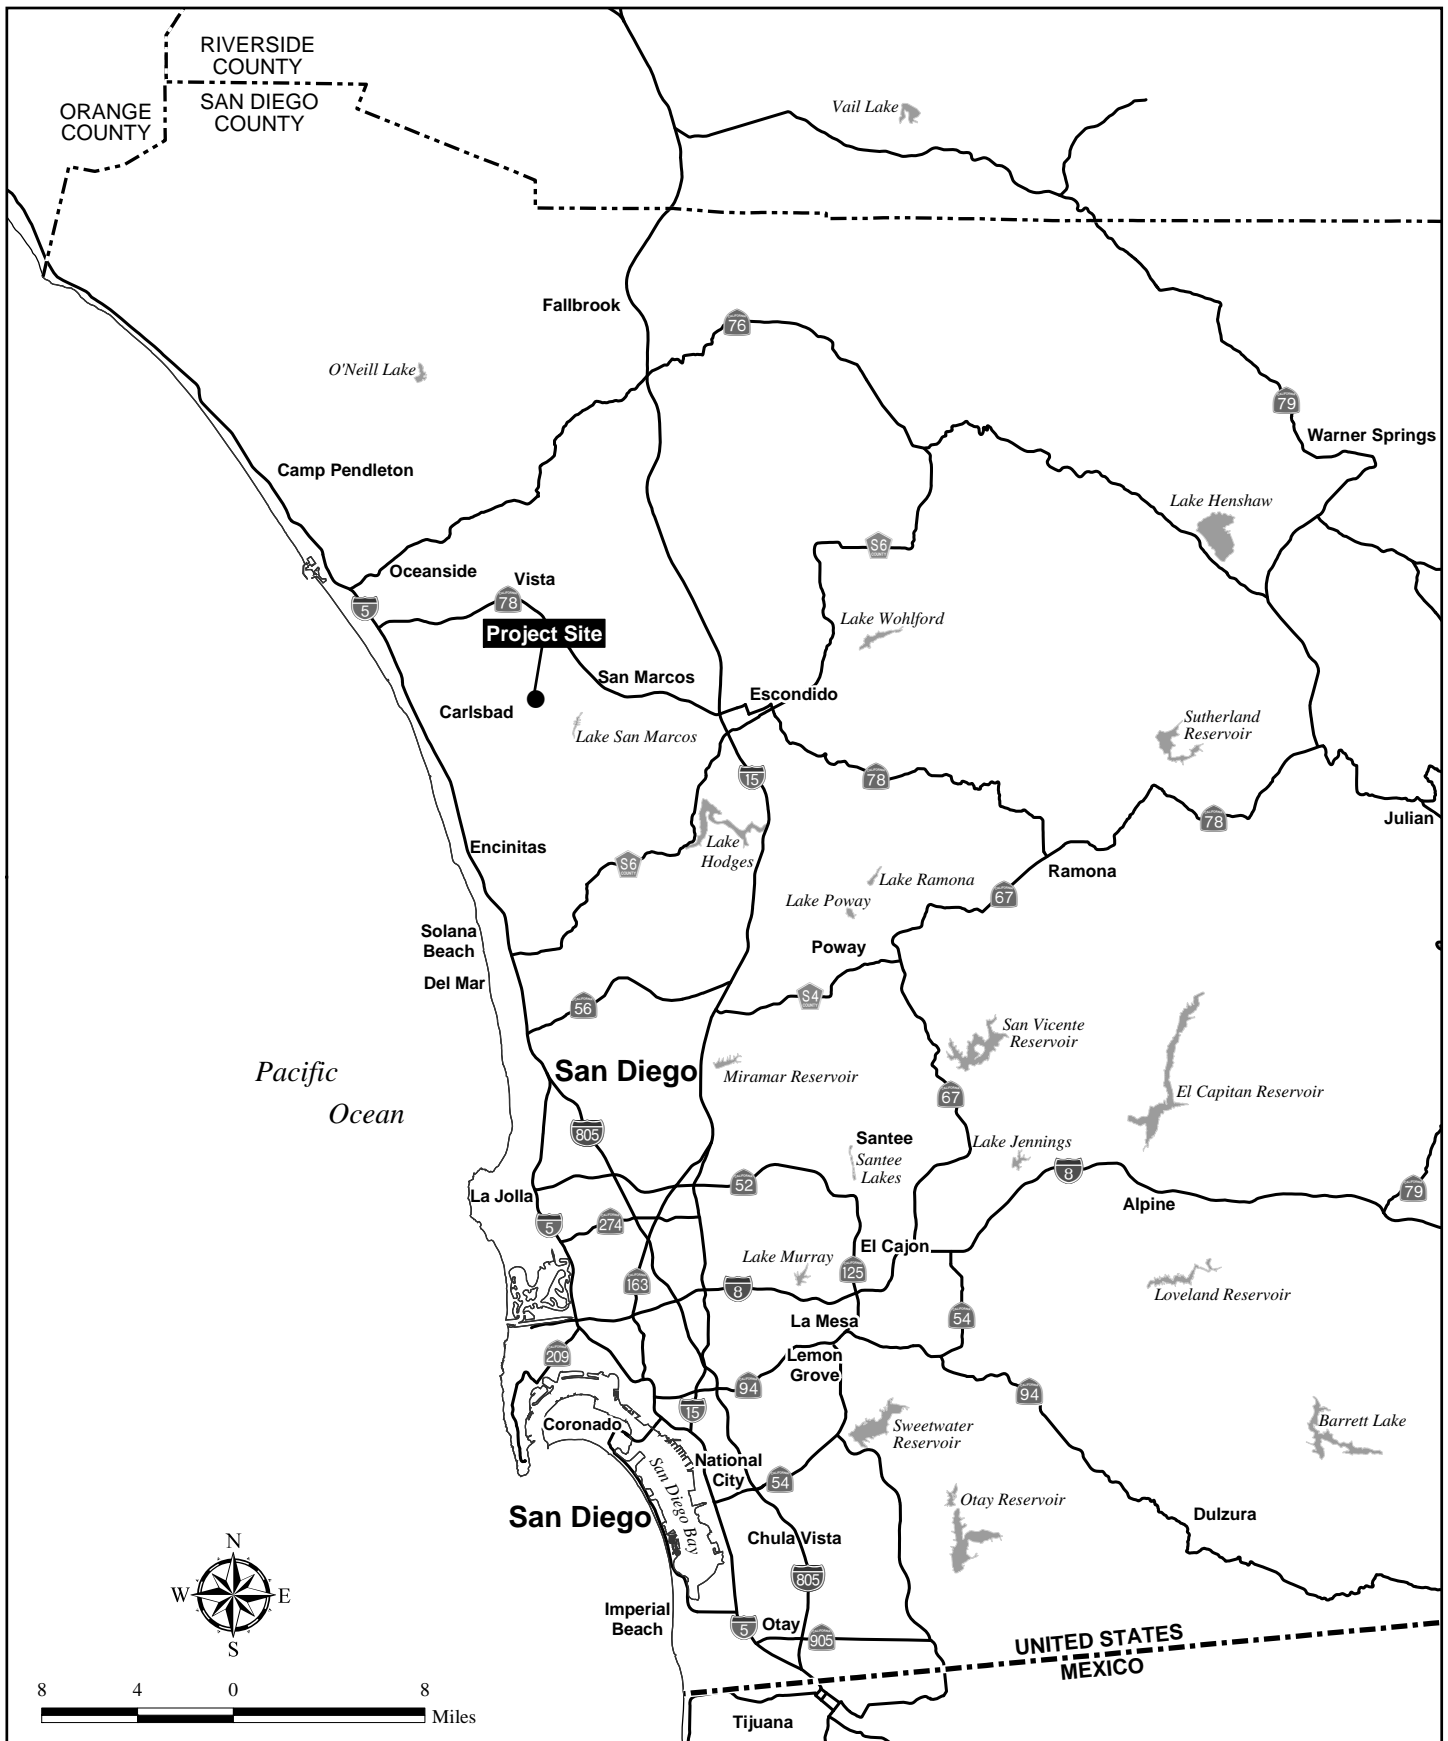 RIVERSIDE
COUNTY
ORANGE
COUNTY
SAN DIEGO
COUNTY
Vail Lake
Fallbrook
CALIFORNIA
76
O'Neill Lake
79
Warner Springs
Camp Pendleton
Lake Henshaw
S6
COUNTY
Oceanside
Vista
78
5
Lake Wohlford
Project Site
San Marcos
Escondido
Carlsbad
Lake San Marcos
Sutherland
Reservoir
15
78
78
Julian
Lake
Hodges
Encinitas
S6
COUNTY
Ramona
Lake Ramona
67
Lake Poway
Solana
Beach
Poway
Del Mar
S4
COUNTY
56
San Vicente
Reservoir
San Diego
Miramar Reservoir
Pacific
Ocean
El Capitan Reservoir
67
805
Santee
Lake Jennings
Santee
Lakes
8
52
79
La Jolla
Alpine
5
274
El Cajon
Lake Murray
125
163
8
Loveland Reservoir
54
La Mesa
209
Lemon
Grove
94
94
15
Coronado
Sweetwater
Reservoir
Barrett Lake
National
City
54
San Diego Bay
Otay Reservoir
San Diego
Dulzura
Chula Vista
805
N
W
E
S
Imperial
Beach
5
Otay
905
UNITED STATES
MEXICO
8
4
0
8
Miles
Tijuana